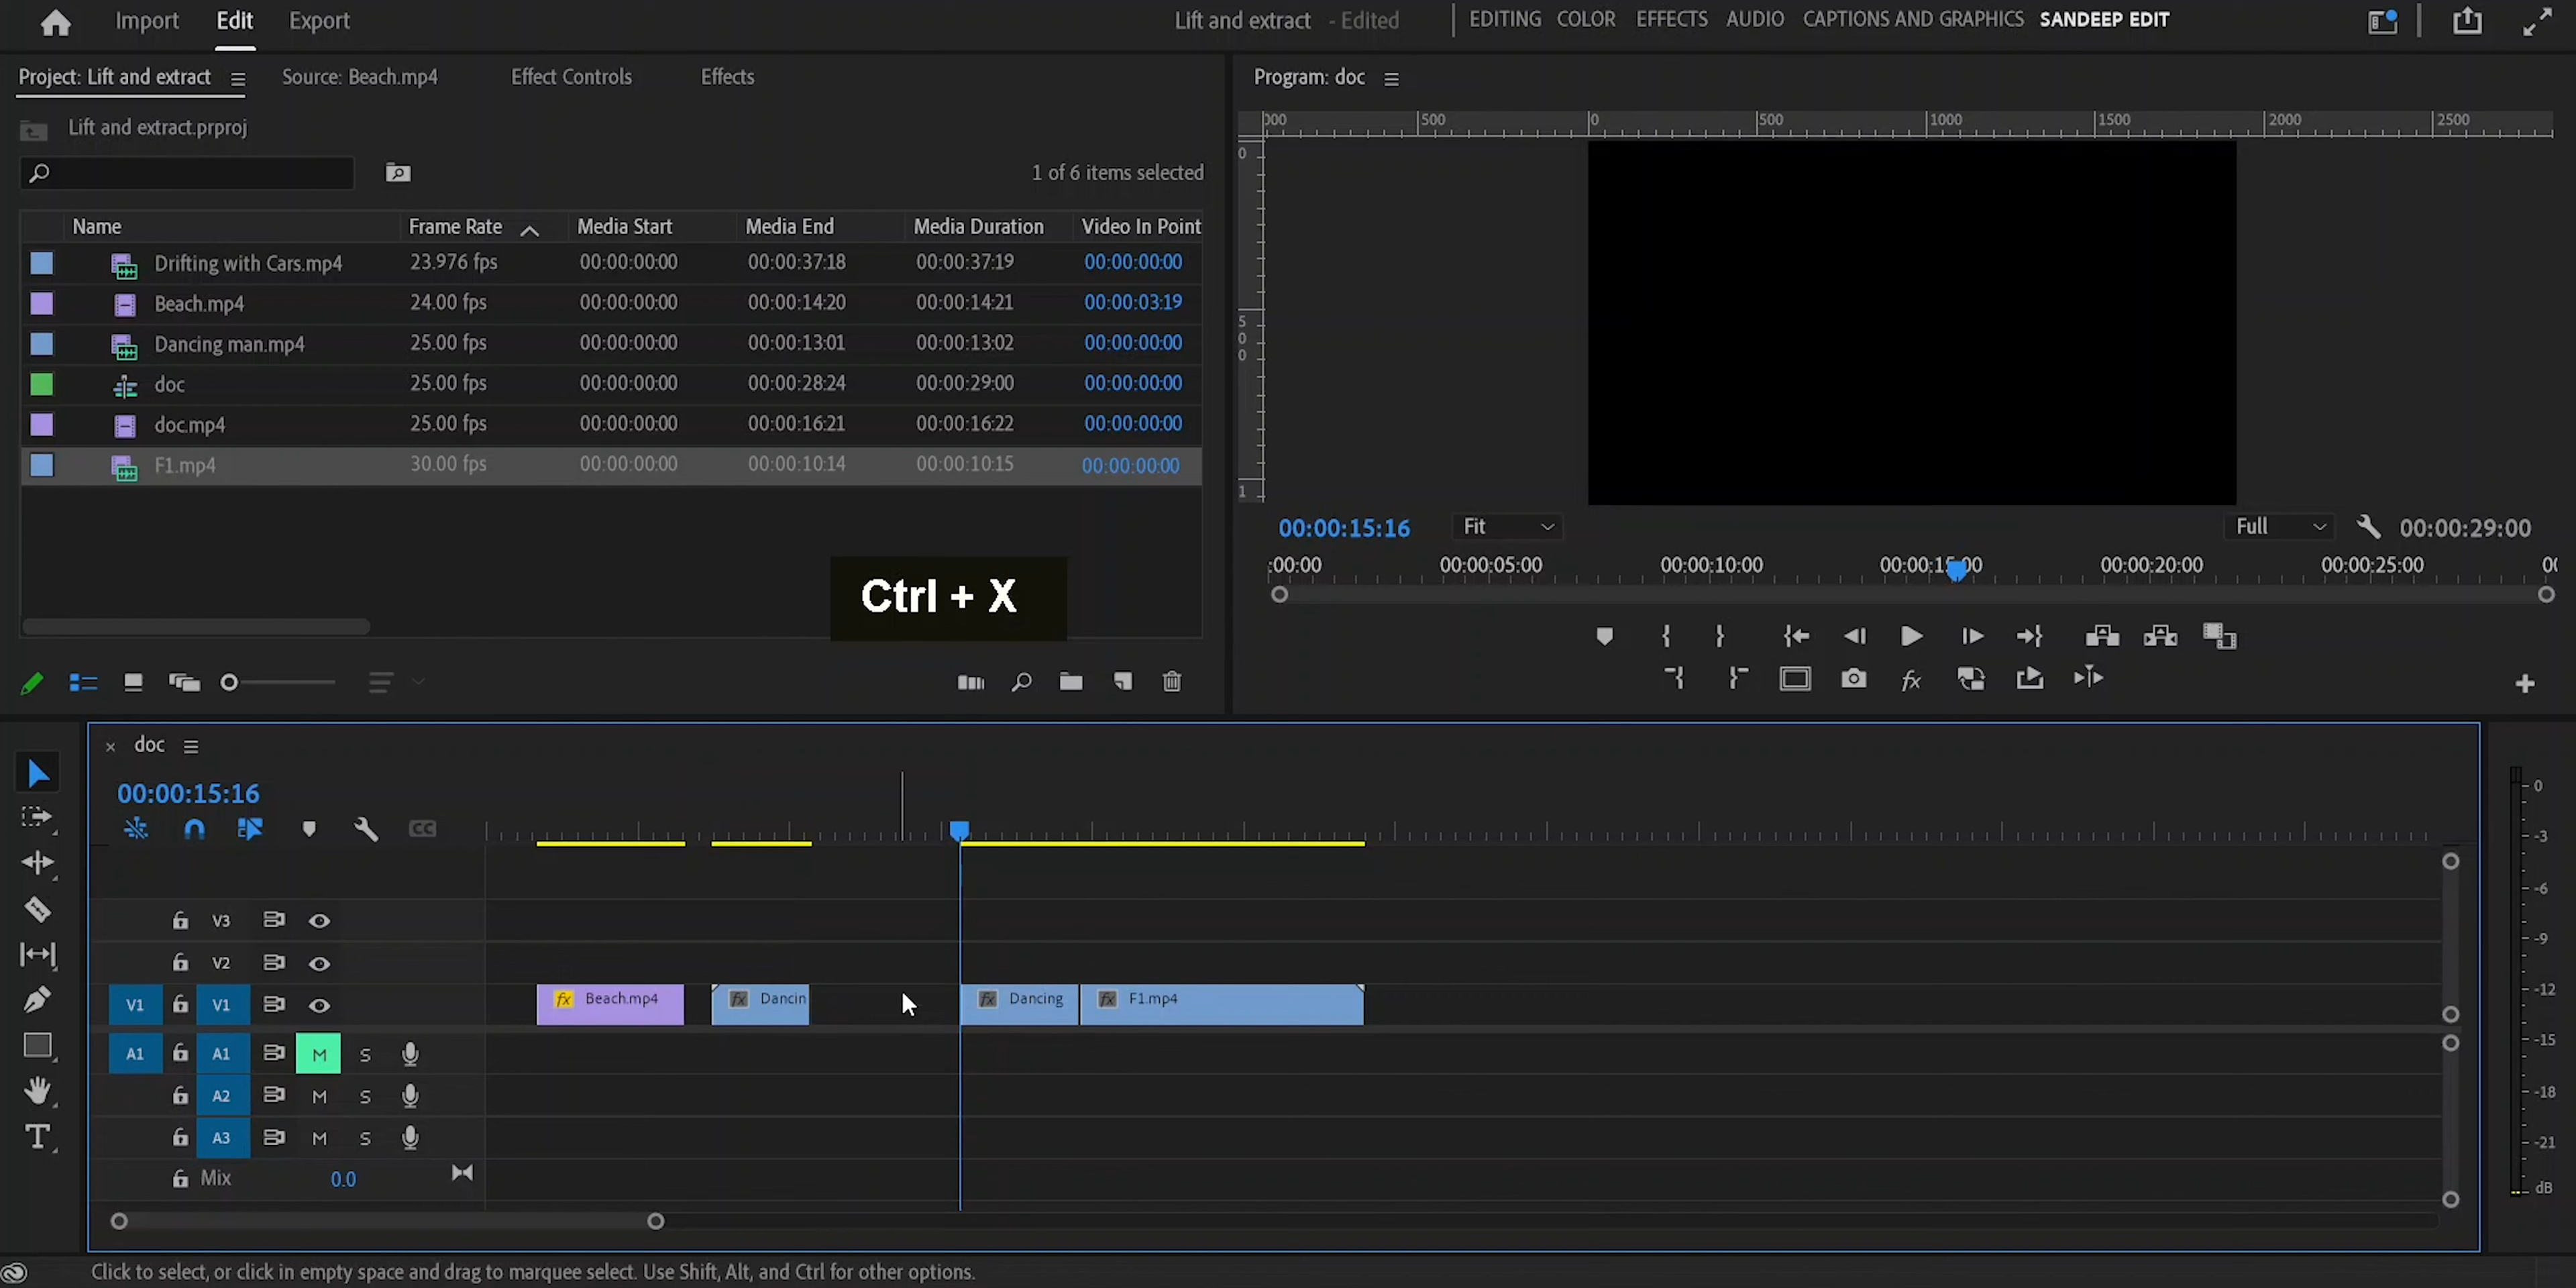 Import Edit Export Lift and extract - Edited EDITING COLOR EFFECTS AUDIO CAPTIONS AND GRAPHICS SANDEEP EDIT
Project: Lift and extract Source: Beach.mp4 Effect Controls Effects
Lift and extract.prproj
1 of 6 items selected
Name Frame Rate Media Start Media End Media Duration Video In Point
Drifting with Cars.mp4 23.976 fps 00:00:00:00 00:00:37:18 00:00:37:19 00:00:00:00
Beach.mp4 24.00 fps 00:00:00:00 00:00:14:20 00:00:14:21 00:00:03:19
Dancing man.mp4 25.00 fps 00:00:00:00 00:00:13:01 00:00:13:02 00:00:00:00
doc 25.00 fps 00:00:00:00 00:00:28:24 00:00:29:00 00:00:00:00
doc.mp4 25.00 fps 00:00:00:00 00:00:16:21 00:00:16:22 00:00:00:00
F1.mp4 30.00 fps 00:00:00:00 00:00:10:14 00:00:10:15 00:00:00:00
Ctrl + X
Program: doc
500 0 500 1000 1500 2000 2500
0
500
1
00:00:15:16 Fit Full 00:00:29:00
:00:00 00:00:05:00 00:00:10:00 00:00:15:00 00:00:20:00 00:00:25:00
fx
doc
00:00:15:16
CC
V3
V2
V1 V1
fx Beach.mp4 fx Dancin fx Dancing fx F1.mp4
A1 A1 M S
A2 M S
A3 M S
Mix 0.0
0
-3
-6
-9
-12
-15
-18
-21
dB
Click to select, or click in empty space and drag to marquee select. Use Shift, Alt, and Ctrl for other options.